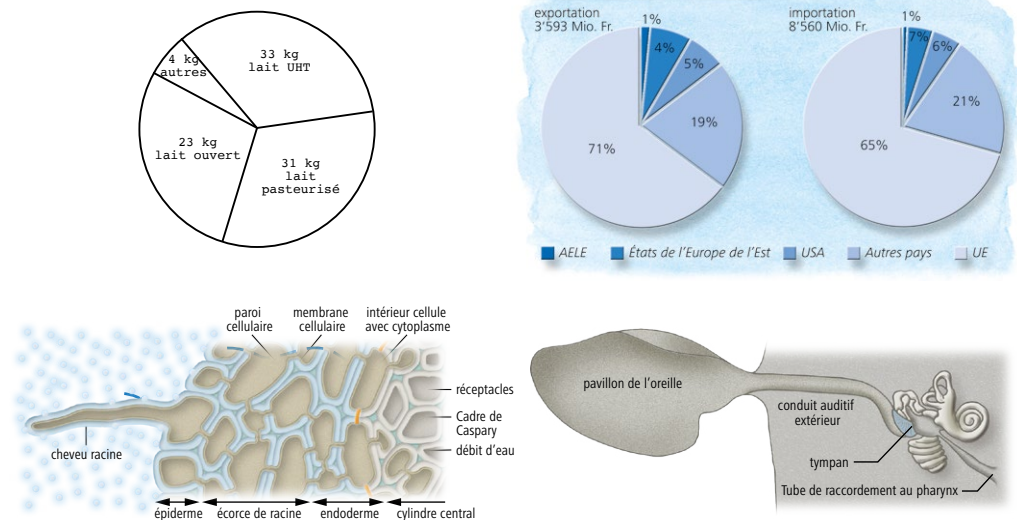 33 kg
lait UHT
4 kg
autres
23 kg
lait ouvert
31 kg
lait
pasteurisé
exportation
3'593 Mio. Fr.
1%
4%
5%
19%
71%
importation
8'560 Mio. Fr.
1%
7%
6%
21%
65%
AELE
États de l'Europe de l'Est
USA
Autres pays
UE
paroi
cellulaire
membrane
cellulaire
intérieur cellule
avec cytoplasme
réceptacles
Cadre de
Caspary
débit d'eau
cheveu racine
épiderme
écorce de racine
endoderme
cylindre central
pavillon de l'oreille
conduit auditif
extérieur
tympan
Tube de raccordement au pharynx